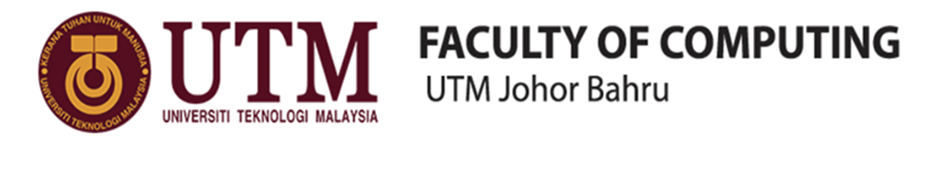 KERANA TUHAN UNTUK MANUSIA
UNIVERSITI TEKNOLOGI MALAYSIA
UTM
UNIVERSITI TEKNOLOGI MALAYSIA
FACULTY OF COMPUTING
UTM Johor Bahru